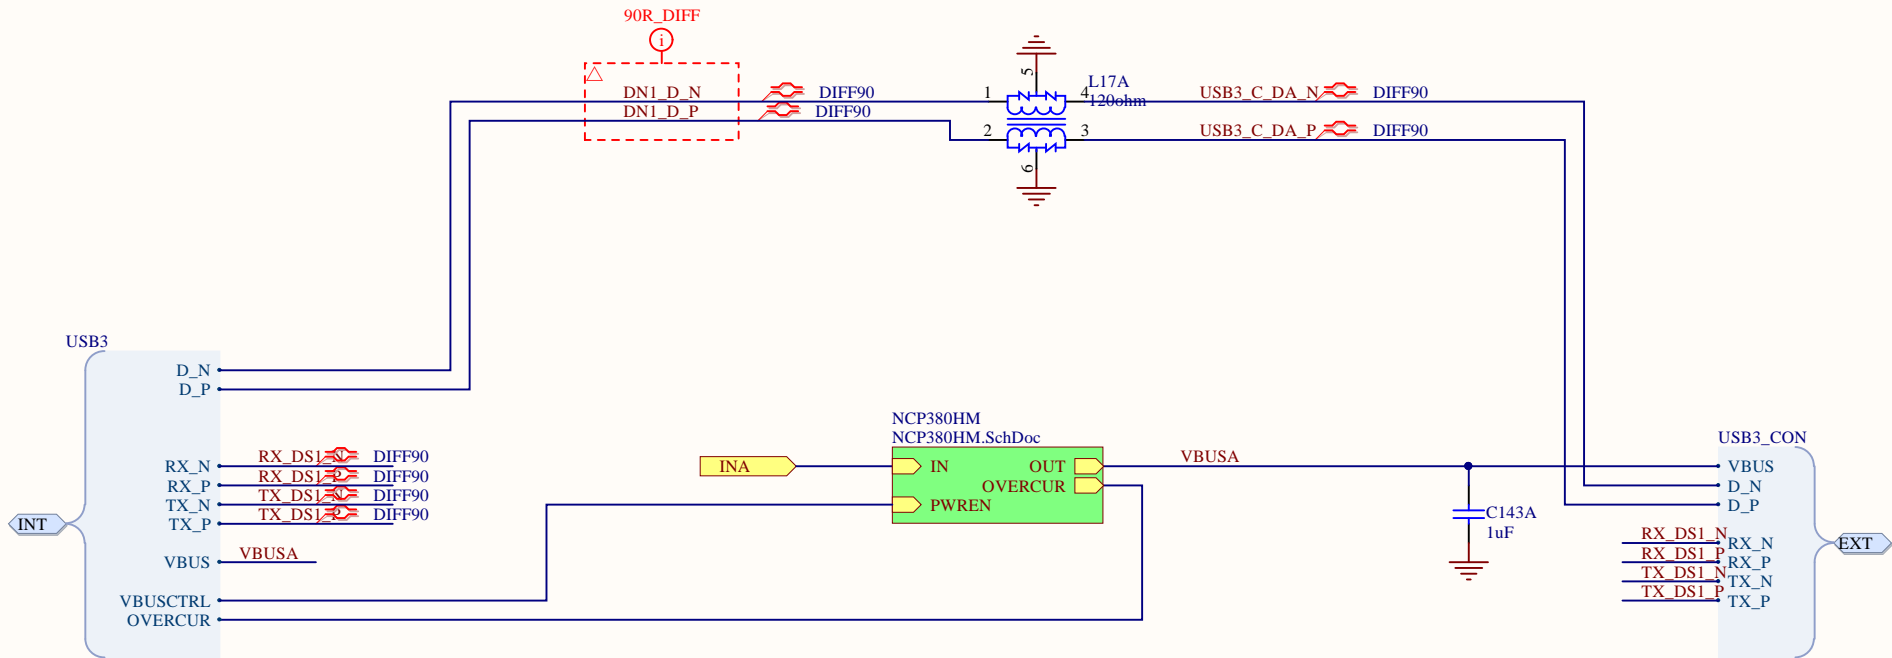 90R_DIFF
i
DN1_D_N
DIFF90
DN1_D_P
DIFF90
5
1
4
L17A
120ohm
2
3
6
USB3_C_DA_N
DIFF90
USB3_C_DA_P
DIFF90
USB3
D_N
D_P
RX_N
RX_DS1_N
DIFF90
RX_P
RX_DS1_P
DIFF90
TX_N
TX_DS1_N
DIFF90
TX_P
TX_DS1_P
DIFF90
INT
VBUS
VBUSA
VBUSCTRL
OVERCUR
NCP380HM
NCP380HM.SchDoc
INA
IN
OUT
OVERCUR
PWREN
VBUSA
C143A
1uF
USB3_CON
VBUS
D_N
D_P
RX_DS1_N
RX_N
RX_DS1_P
RX_P
TX_DS1_N
TX_N
TX_DS1_P
TX_P
EXT